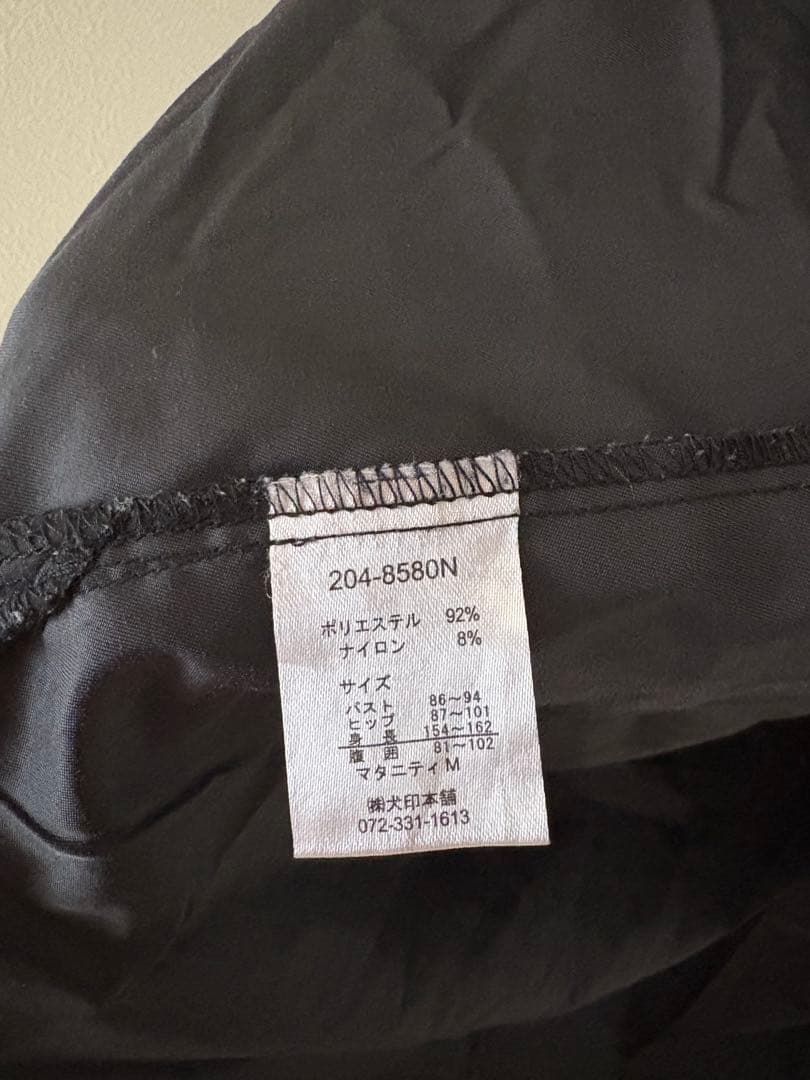 204-8580N
ポリエステル 92%
ナイロン 8%
サイズ
バスト 86～94
ヒップ 87～101
身長 154～162
腹囲 81～102
マタニティM
㈱犬印本舗
072-331-1613